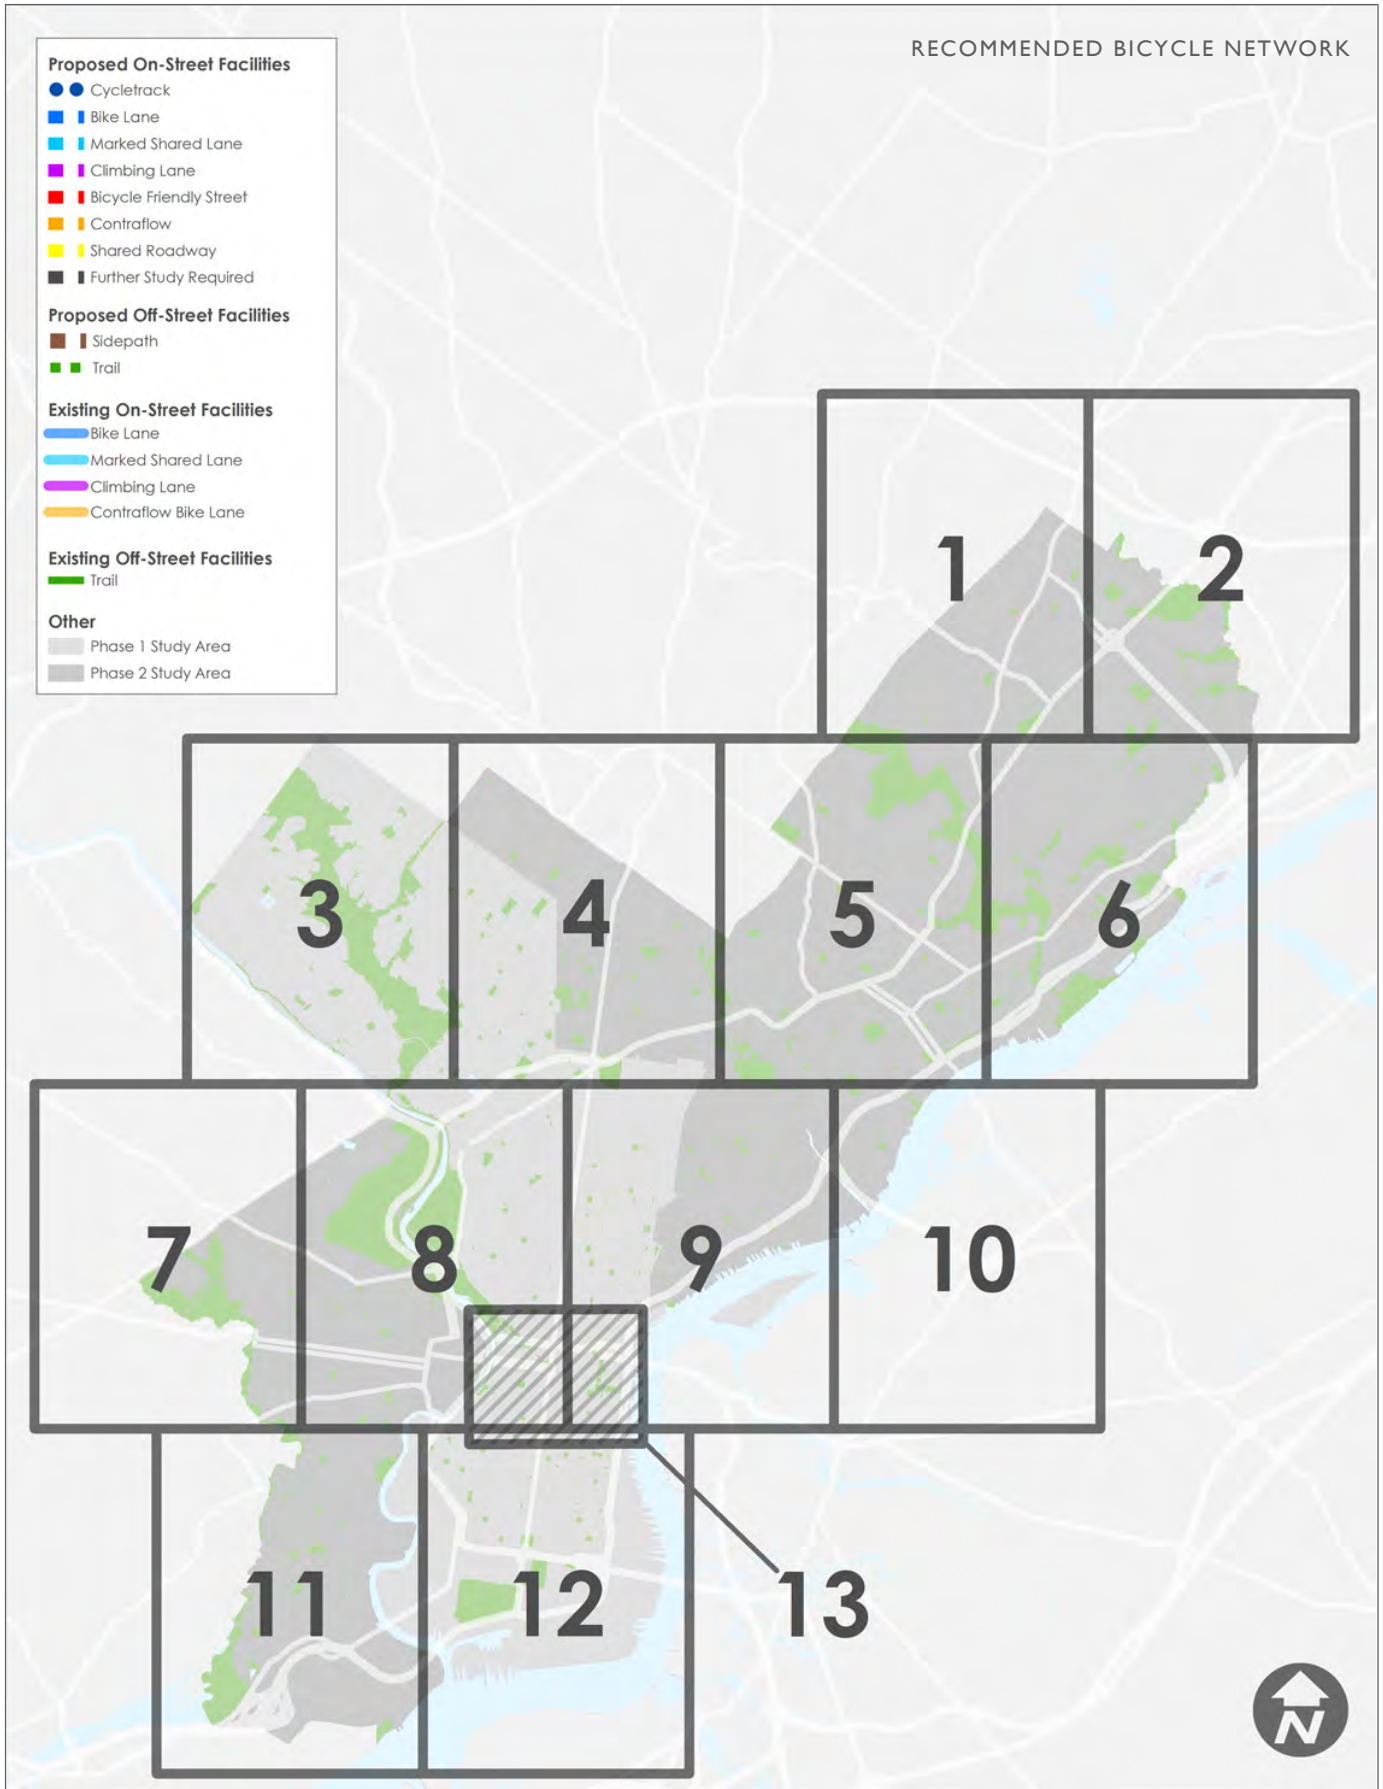 RECOMMENDED BICYCLE NETWORK
Proposed On-Street Facilities
Cycletrack
Bike Lane
Marked Shared Lane
Climbing Lane
Bicycle Friendly Street
Contraflow
Shared Roadway
Further Study Required
Proposed Off-Street Facilities
Sidepath
Trail
Existing On-Street Facilities
Bike Lane
Marked Shared Lane
Climbing Lane
Contraflow Bike Lane
Existing Off-Street Facilities
Trail
Other
Phase 1 Study Area
Phase 2 Study Area
1
2
3
4
5
6
7
8
9
10
11
12
13
N